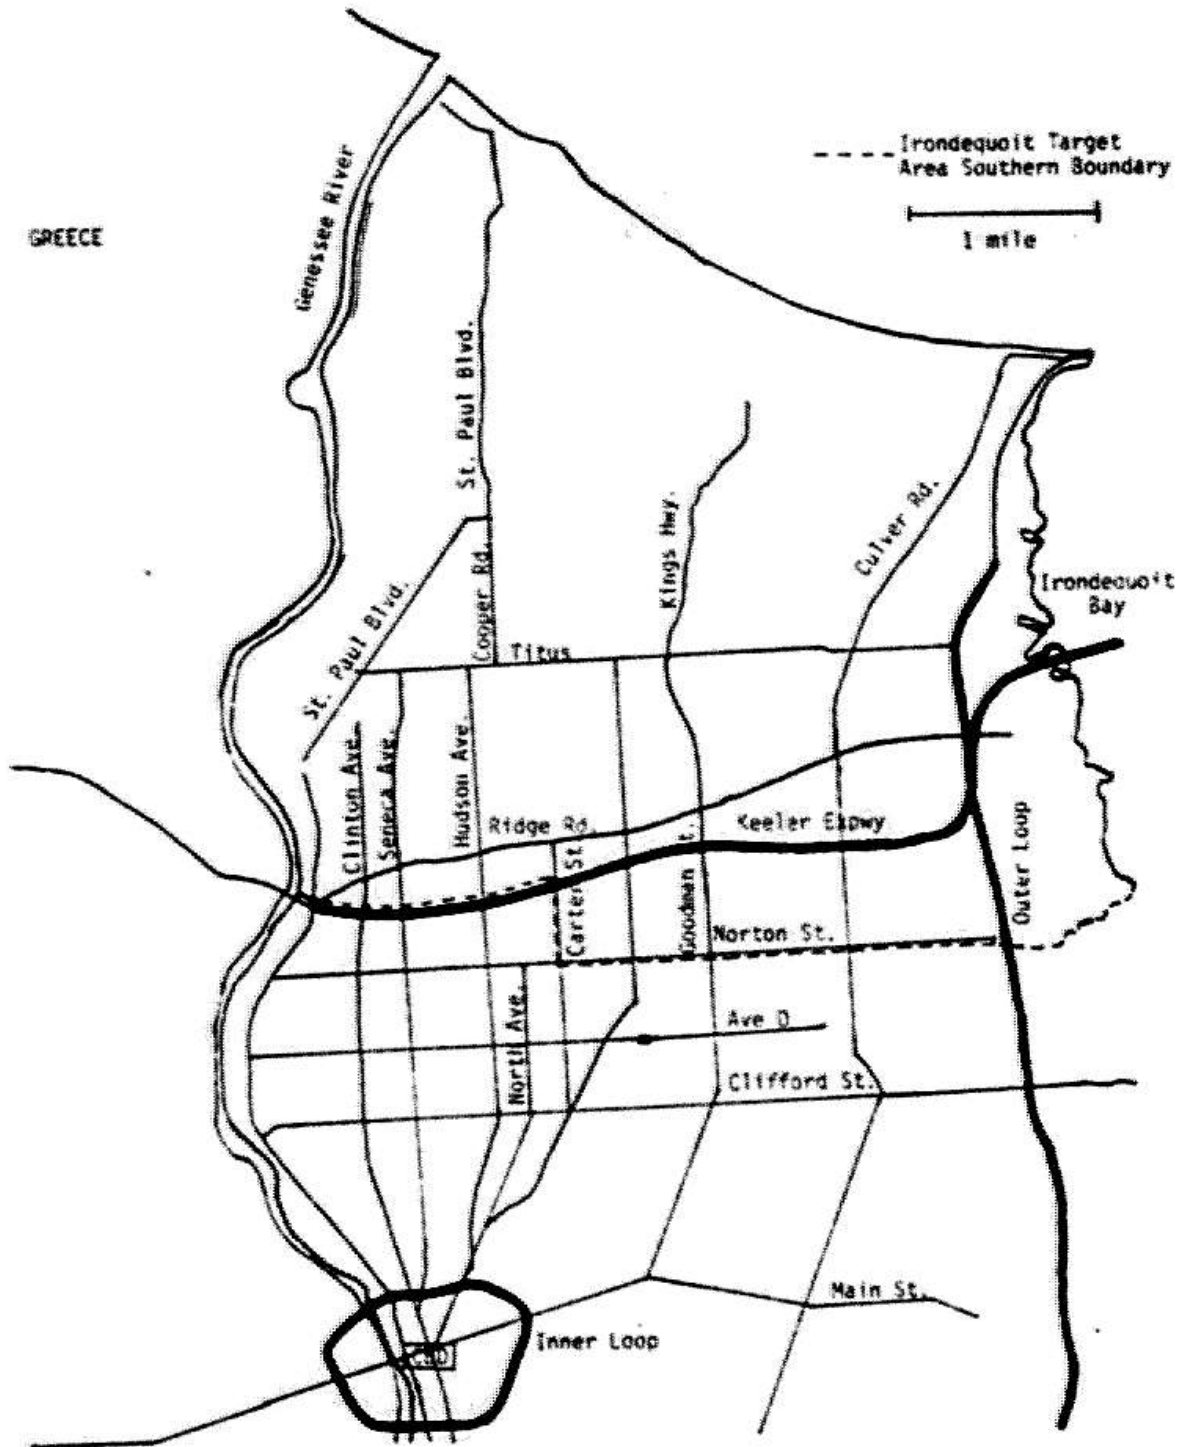 Irondequoit Target
Area Southern Boundary
1 mile
GREECE
Genessee River
St. Paul Blvd.
Kings Hwy.
Culver Rd.
Irondequoit
Bay
St. Paul Blvd.
Cooper Rd.
Titus
Clinton Ave.
Seneca Ave.
Hudson Ave.
Ridge Rd.
Keeler Expwy
Carter St.
Goodman St.
Outer Loop
Norton St.
North Ave.
Ave D
Clifford St.
Main St.
Inner Loop
CBD